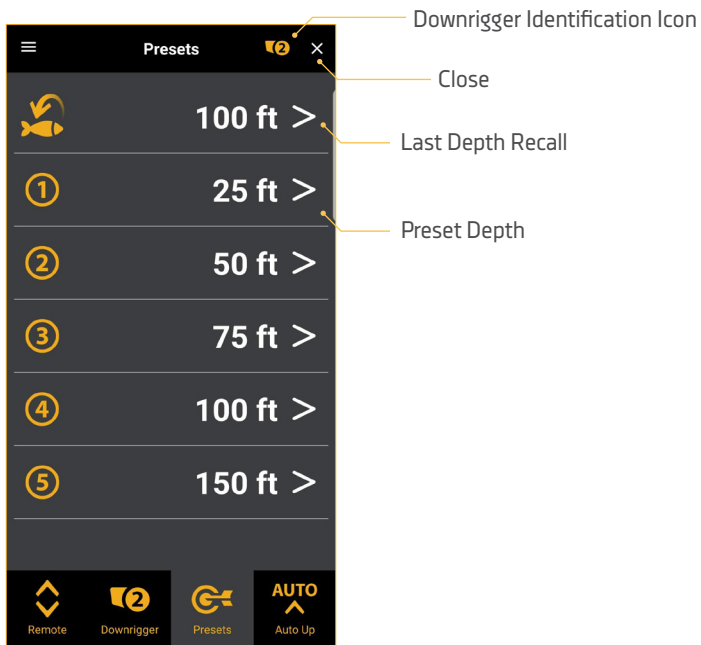 Downrigger Identification Icon
Presets
2
Close
100 ft
Last Depth Recall
1
25 ft
Preset Depth
2
50 ft
3
75 ft
4
100 ft
5
150 ft
2
AUTO
Remote
Downrigger
Presets
Auto Up